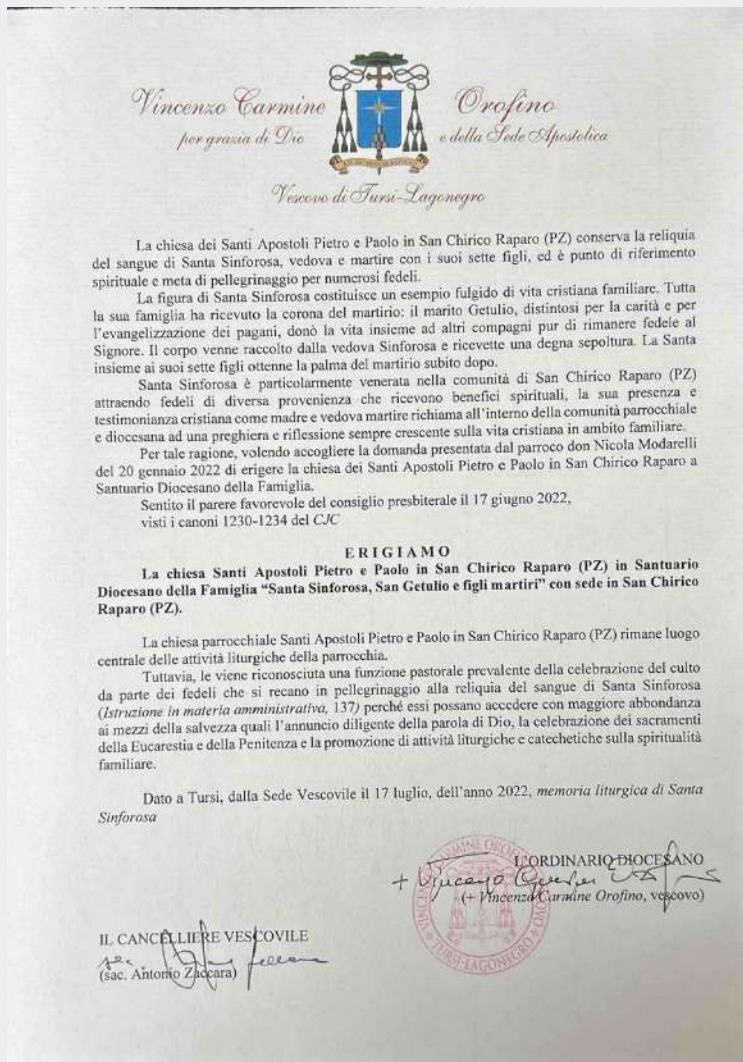 Vincenzo Carmine Orofino
per grazia di Dio e della Sede Apostolica
Vescovo di Tursi-Lagonegro
La chiesa dei Santi Apostoli Pietro e Paolo in San Chirico Raparo (PZ) conserva la reliquia
del sangue di Santa Sinforosa, vedova e martire con i suoi sette figli, ed è punto di riferimento
spirituale e meta di pellegrinaggio per numerosi fedeli.
La figura di Santa Sinforosa costituisce un esempio fulgido di vita cristiana familiare. Tutta
la sua famiglia ha ricevuto la corona del martirio: il marito Getulio, distintosi per la carità e per
l'evangelizzazione dei pagani, donò la vita insieme ad altri compagni pur di rimanere fedele al
Signore. Il corpo venne raccolto dalla vedova Sinforosa e ricevette una degna sepoltura. La Santa
insieme ai suoi sette figli ottenne la palma del martirio subito dopo.
Santa Sinforosa è particolarmente venerata nella comunità di San Chirico Raparo (PZ)
attraendo fedeli di diversa provenienza che ricevono benefici spirituali, la sua presenza e
testimonianza cristiana come madre e vedova martire richiama all'interno della comunità parrocchiale
e diocesana ad una preghiera e riflessione sempre crescente sulla vita cristiana in ambito familiare.
Per tale ragione, volendo accogliere la domanda presentata dal parroco don Nicola Modarelli
del 20 gennaio 2022 di erigere la chiesa dei Santi Apostoli Pietro e Paolo in San Chirico Raparo a
Santuario Diocesano della Famiglia.
Sentito il parere favorevole del consiglio presbiterale il 17 giugno 2022,
visti i canoni 1230-1234 del CJC
ERIGIAMO
La chiesa Santi Apostoli Pietro e Paolo in San Chirico Raparo (PZ) in Santuario
Diocesano della Famiglia “Santa Sinforosa, San Getulio e figli martiri” con sede in San Chirico
Raparo (PZ).
La chiesa parrocchiale Santi Apostoli Pietro e Paolo in San Chirico Raparo (PZ) rimane luogo
centrale delle attività liturgiche della parrocchia.
Tuttavia, le viene riconosciuta una funzione pastorale prevalente della celebrazione del culto
da parte dei fedeli che si recano in pellegrinaggio alla reliquia del sangue di Santa Sinforosa
(Istruzione in materia amministrativa, 137) perché essi possano accedere con maggiore abbondanza
ai mezzi della salvezza quali l'annuncio diligente della parola di Dio, la celebrazione dei sacramenti
della Eucarestia e della Penitenza e la promozione di attività liturgiche e catechetiche sulla spiritualità
familiare.
Dato a Tursi, dalla Sede Vescovile il 17 luglio, dell'anno 2022, memoria liturgica di Santa
Sinforosa
L'ORDINARIO DIOCESANO
(+ Vincenzo Carmine Orofino, vescovo)
VINCENZO CARMINE OROFINO VESCOVO
TURSI-LAGONEGRO
IL CANCELLIERE VESCOVILE
(sac. Antonio Zaccara)